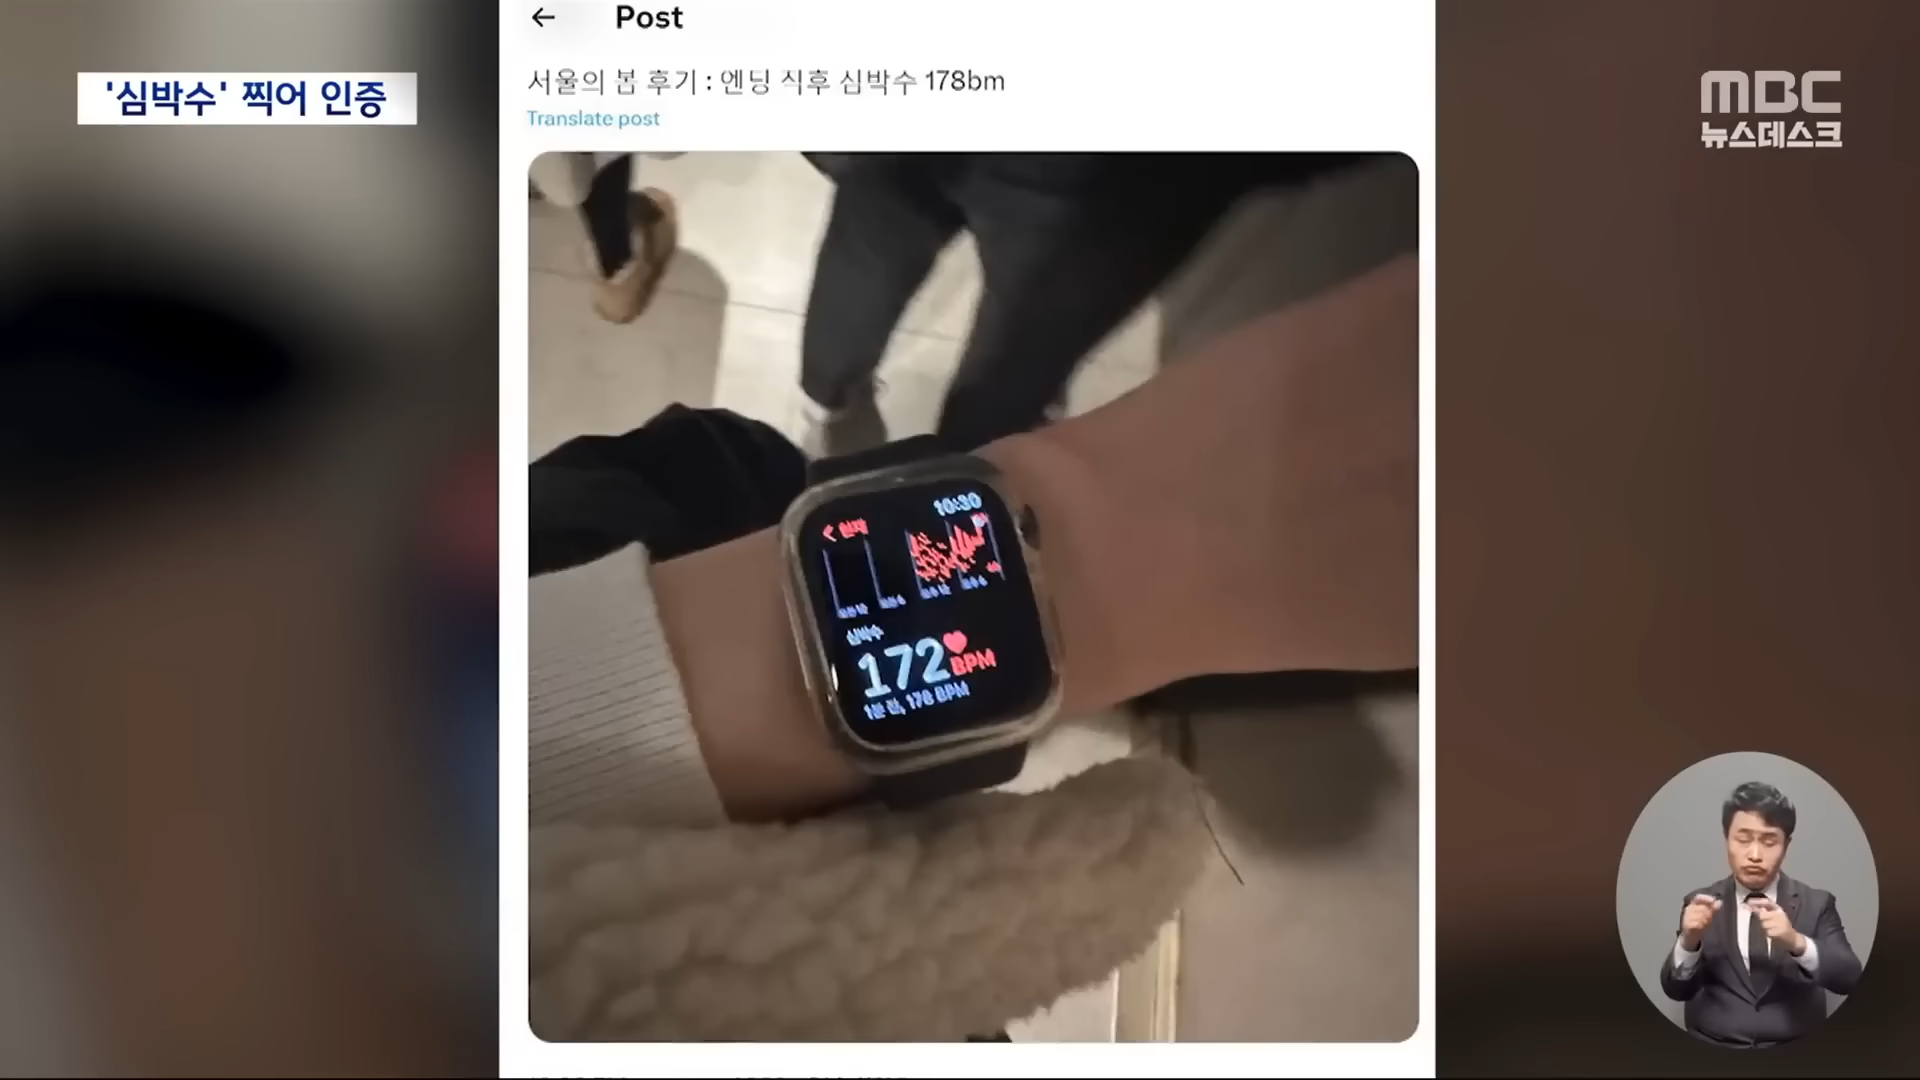 '심박수' 찍어 인증
MBC
뉴스데스크
← Post
서울의 봄 후기 : 엔딩 직후 심박수 178bm
Translate post
10:30
심박수
172 BPM
1분 전, 178 BPM